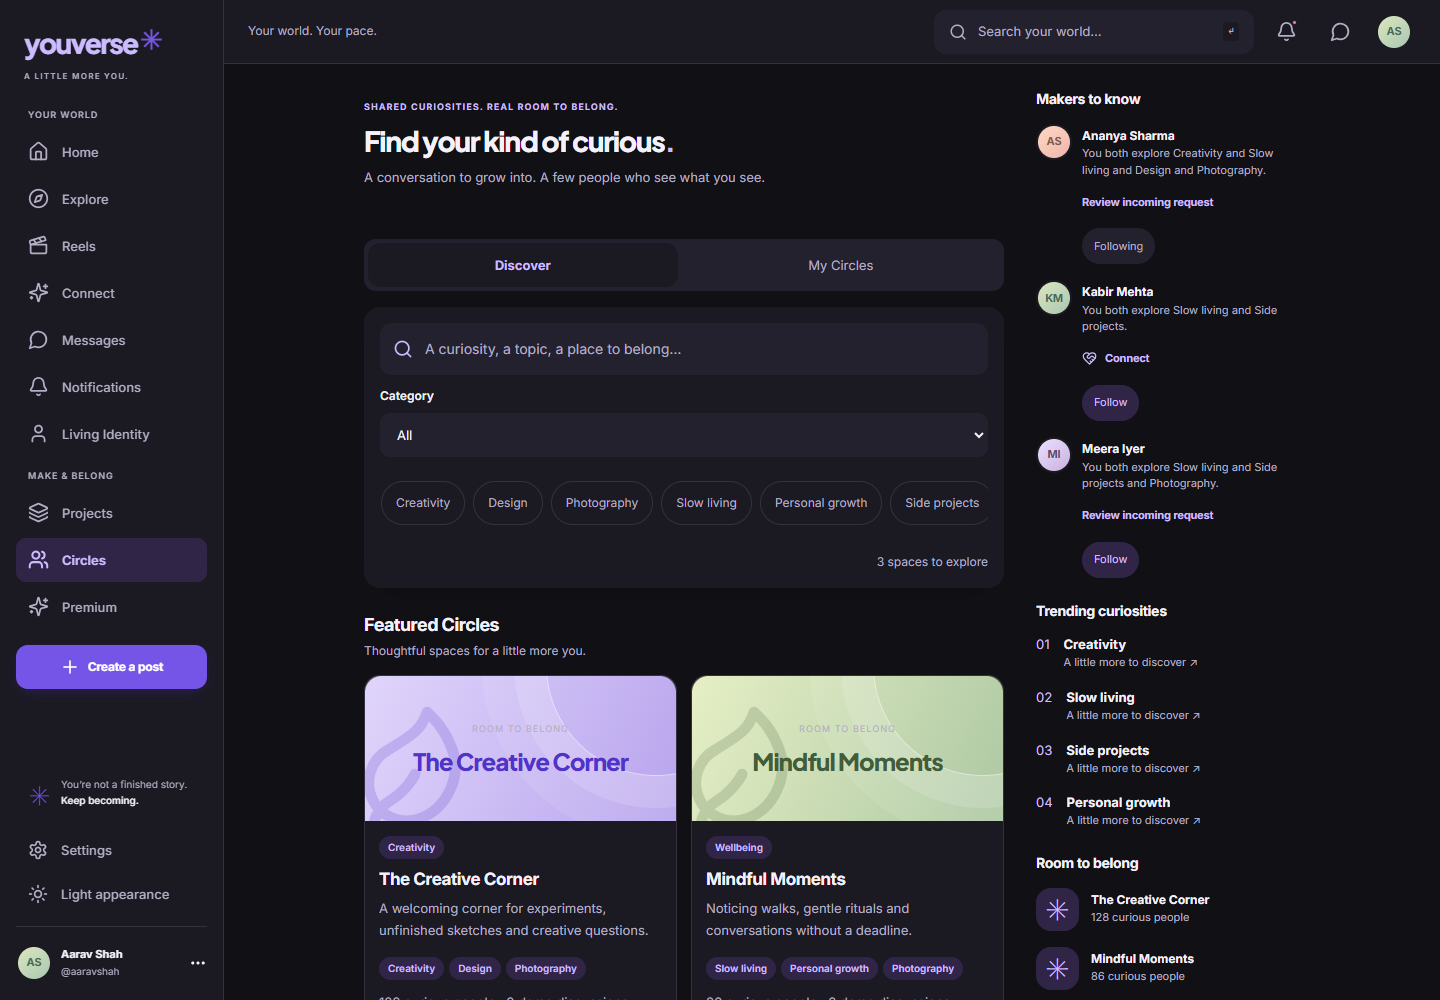 youverse
A LITTLE MORE YOU.
YOUR WORLD
Home
Explore
Reels
Connect
Messages
Notifications
Living Identity
MAKE & BELONG
Projects
Circles
Premium
Create a post
You're not a finished story.
Keep becoming.
Settings
Light appearance
AS
Aarav Shah
@aaravshah
Your world. Your pace.
Search your world...
AS
SHARED CURIOSITIES. REAL ROOM TO BELONG.
Find your kind of curious.
A conversation to grow into. A few people who see what you see.
Discover
My Circles
A curiosity, a topic, a place to belong...
Category
All
Creativity
Design
Photography
Slow living
Personal growth
Side projects
3 spaces to explore
Featured Circles
Thoughtful spaces for a little more you.
ROOM TO BELONG
The Creative Corner
Creativity
The Creative Corner
A welcoming corner for experiments,
unfinished sketches and creative questions.
Creativity
Design
Photography
ROOM TO BELONG
Mindful Moments
Wellbeing
Mindful Moments
Noticing walks, gentle rituals and
conversations without a deadline.
Slow living
Personal growth
Photography
Makers to know
AS
Ananya Sharma
You both explore Creativity and Slow
living and Design and Photography.
Review incoming request
Following
KM
Kabir Mehta
You both explore Slow living and Side
projects.
Connect
Follow
MI
Meera Iyer
You both explore Slow living and Side
projects and Photography.
Review incoming request
Follow
Trending curiosities
01 Creativity
A little more to discover ↗
02 Slow living
A little more to discover ↗
03 Side projects
A little more to discover ↗
04 Personal growth
A little more to discover ↗
Room to belong
The Creative Corner
128 curious people
Mindful Moments
86 curious people